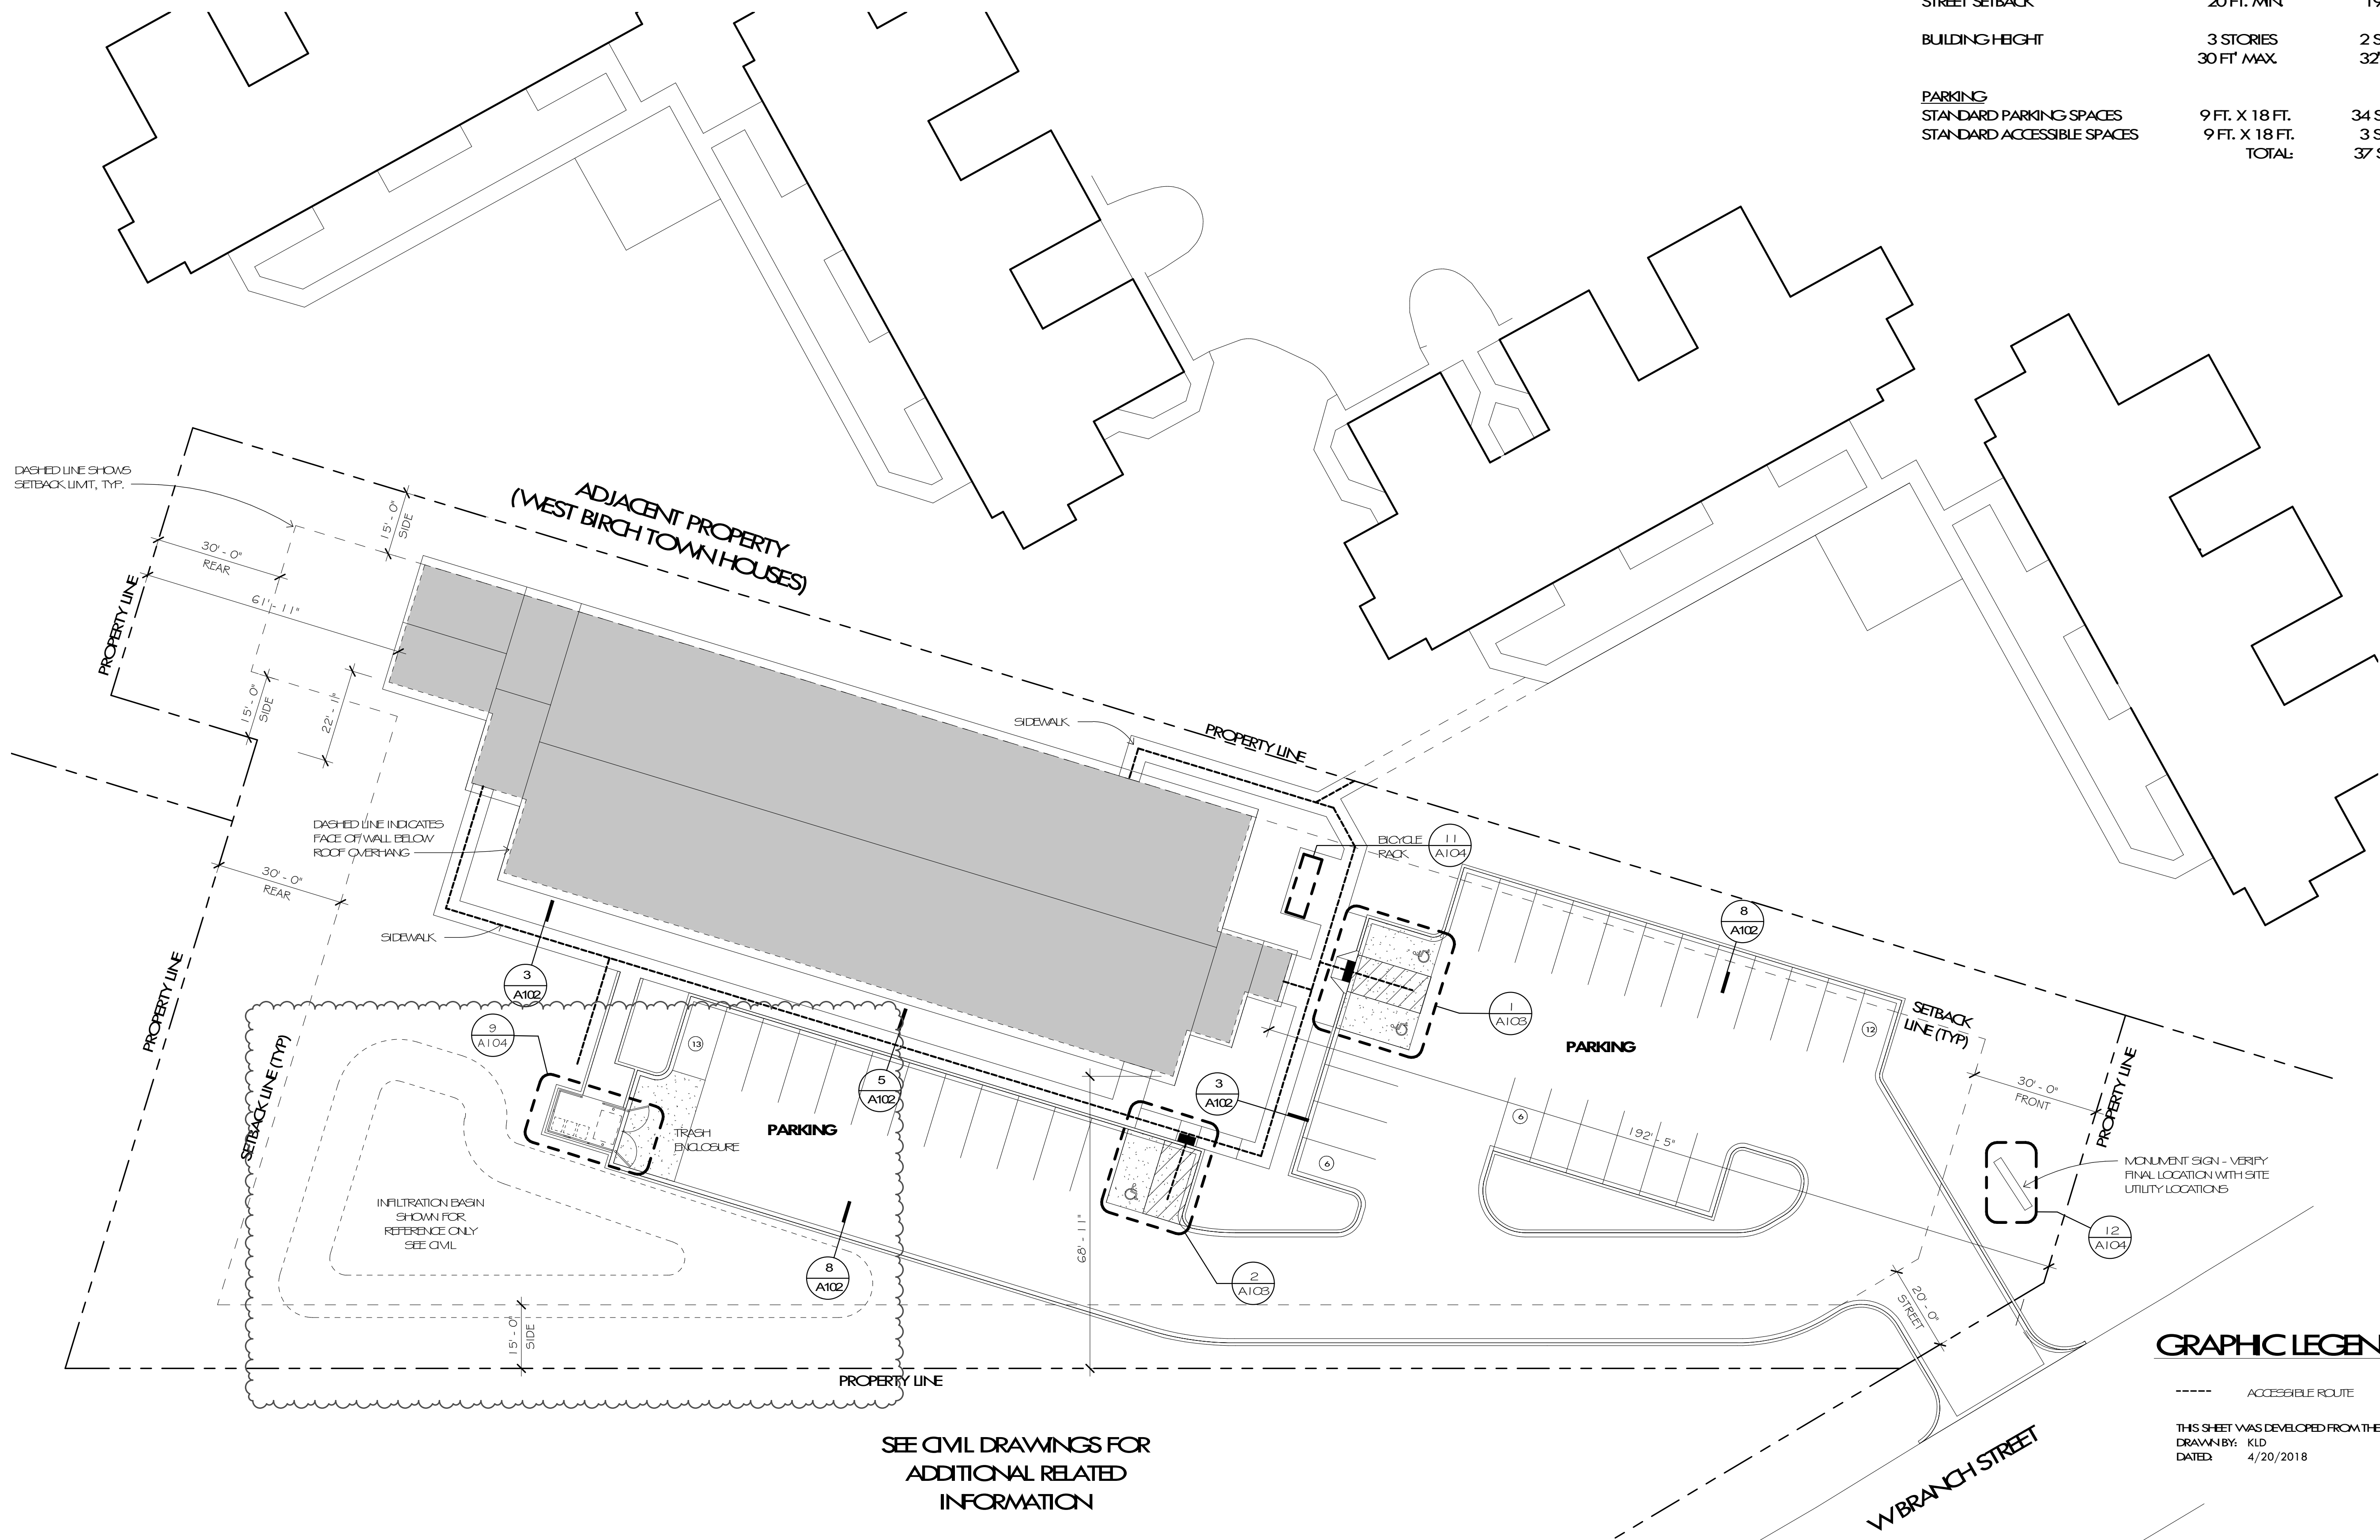 STREET SETBACK 20 FT. MIN. 19
BUILDING HEIGHT 3 STORIES 2 S
30 FT' MAX. 32'
PARKING
STANDARD PARKING SPACES 9 FT. X 18 FT. 34 S
STANDARD ACCESSIBLE SPACES 9 FT. X 18 FT. 3 S
TOTAL: 37 S
DASHED LINE SHOWS
SETBACK LIMIT, TYP.
15' - 0"
SIDE
ADJACENT PROPERTY
(WEST BIRCH TOWN HOUSES)
30' - 0"
REAR
61' - 11"
PROPERTY LINE
15' - 0"
SIDE
22' - 1"
SIDEWALK
PROPERTY LINE
DASHED LINE INDICATES
FACE OF WALL BELOW
ROOF OVERHANG
BICYCLE
RACK
11
A104
30' - 0"
REAR
SIDEWALK
8
A102
3
A102
PROPERTY LINE
1
A103
SETBACK
LINE (TYP)
12
9
A104
13
PARKING
SETBACK LINE (TYP)
5
A102
3
A102
30' - 0"
FRONT
PROPERTY LINE
TRASH
ENCLOSURE
PARKING
6
192' - 5"
6
MONUMENT SIGN - VERIFY
FINAL LOCATION WITH SITE
UTILITY LOCATIONS
INFILTRATION BASIN
SHOWN FOR
REFERENCE ONLY
SEE CIVIL
68' - 11"
12
A104
8
A102
2
A103
20' - 0"
STREET
15' - 0"
SIDE
PROPERTY LINE
GRAPHIC LEGEN
ACCESSIBLE ROUTE
THIS SHEET WAS DEVELOPED FROM THE
DRAWN BY: KLD
DATED: 4/20/2018
SEE CIVIL DRAWINGS FOR
ADDITIONAL RELATED
INFORMATION
W BRANCH STREET